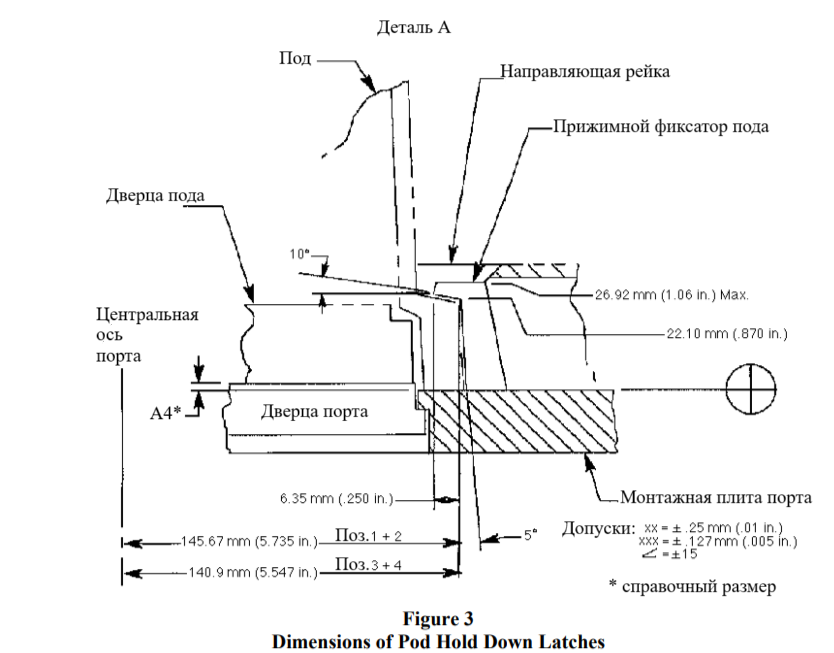 Деталь А
Под
Направляющая рейка
Прижимной фиксатор пода
Дверца пода
10°
26.92 mm (1.06 in.) Max.
Центральная
ось
порта
22.10 mm (.870 in.)
A4*
Дверца порта
6.35 mm (.250 in.)
Монтажная плита порта
5°
Допуски: xx = ± .25 mm (.01 in.)
xxx = ± .127 mm (.005 in.)
∠ = ±15
145.67 mm (5.735 in.) Поз.1 + 2
140.9 mm (5.547 in.) Поз.3 + 4
* справочный размер
Figure 3
Dimensions of Pod Hold Down Latches